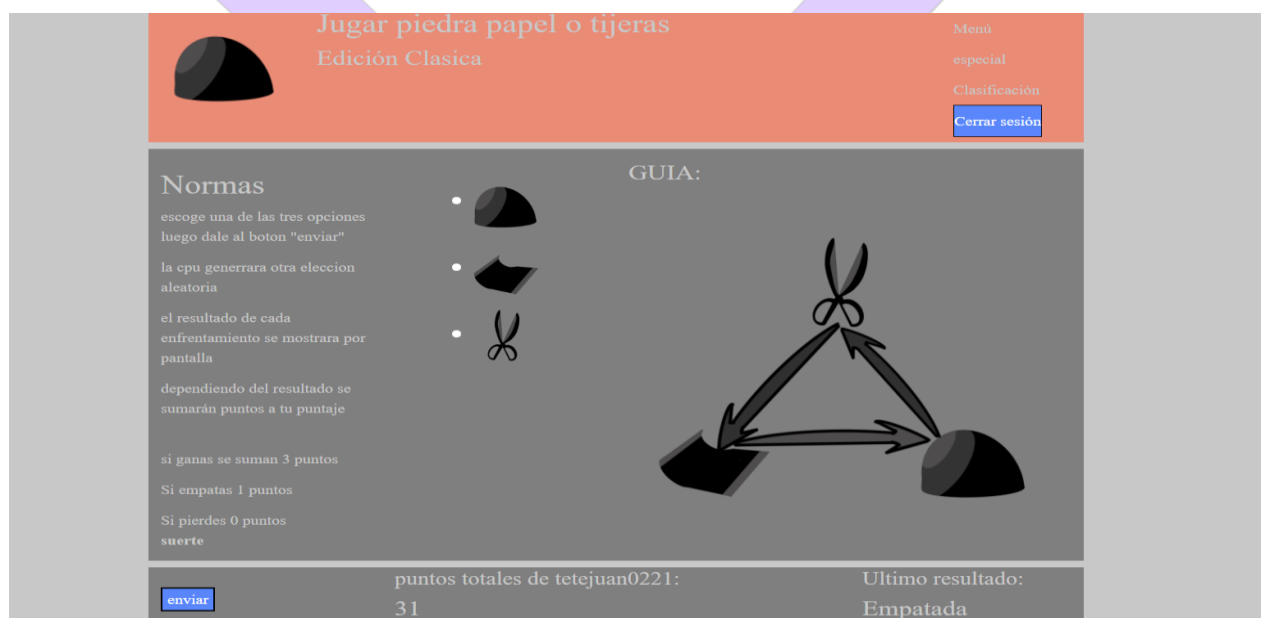 Jugar piedra papel o tijeras
Edición Clasica
Menú
especial
Clasificación
Cerrar sesión
Normas
escoge una de las tres opciones
luego dale al boton "enviar"
la cpu generrara otra eleccion
aleatoria
el resultado de cada
enfrentamiento se mostrara por
pantalla
dependiendo del resultado se
sumarán puntos a tu puntaje
si ganas se suman 3 puntos
Si empatas 1 puntos
Si pierdes 0 puntos
suerte
GUIA:
enviar
puntos totales de tetejuan0221:
31
Ultimo resultado:
Empatada